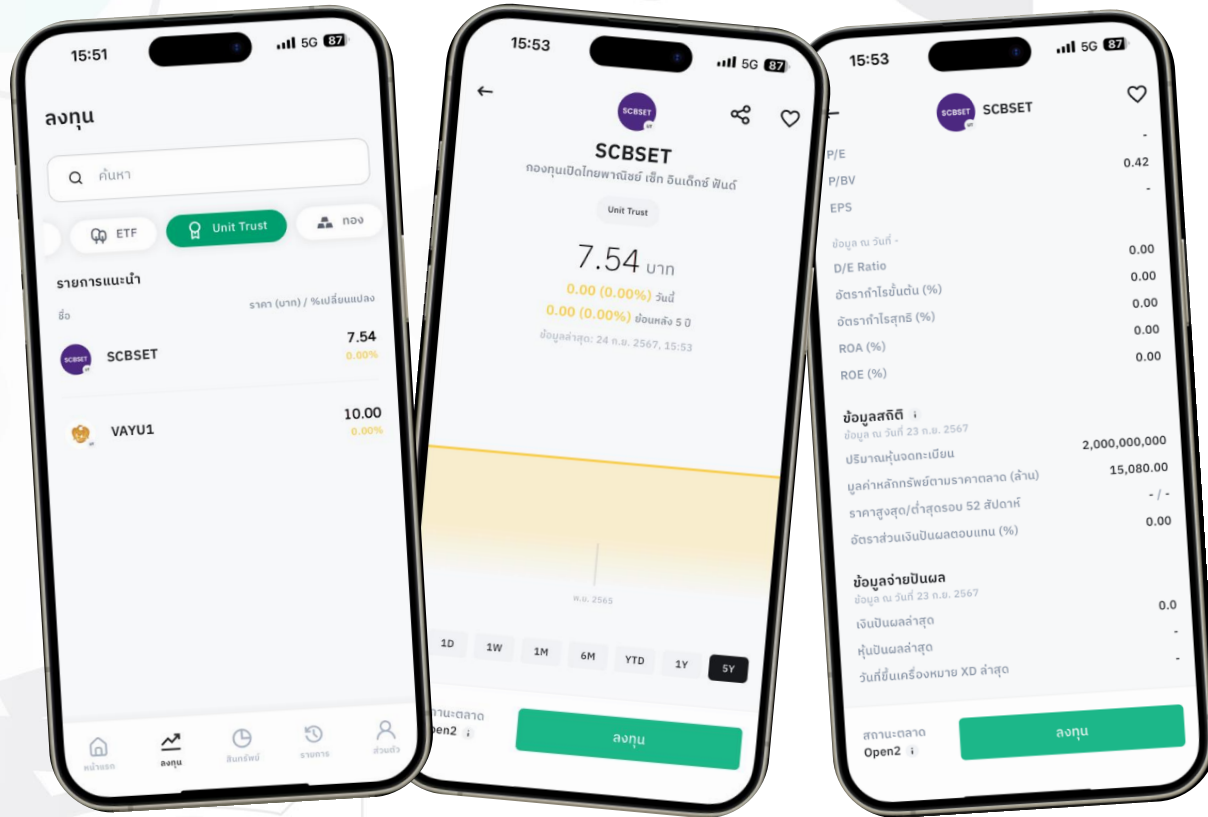 15:51
5G 87
ลงทุน
ค้นหา
ETF
Unit Trust
ทอง
รายการแนะนำ
ชื่อ
ราคา (บาท) / %เปลี่ยนแปลง
SCBSET
SCBSET
7.54
0.00%
VAYU1
10.00
0.00%
หน้าแรก
ลงทุน
สินทรัพย์
รายการ
ส่วนตัว
15:53
5G 87
SCBSET
SCBSET
กองทุนเปิดไทยพาณิชย์ เซ็ท อินเด็กซ์ ฟันด์
Unit Trust
7.54 บาท
0.00 (0.00%) วันนี้
0.00 (0.00%) ย้อนหลัง 5 ปี
ข้อมูลล่าสุด: 24 ก.ย. 2567, 15:53
พ.ย. 2565
1D 1W 1M 6M YTD 1Y 5Y
ลงทุน
15:53
5G 87
SCBSET
SCBSET
P/E -
P/BV 0.42
EPS -
ข้อมูล ณ วันที่ -
D/E Ratio 0.00
อัตรากำไรขั้นต้น (%) 0.00
อัตรากำไรสุทธิ (%) 0.00
ROA (%) 0.00
ROE (%) 0.00
ข้อมูลสถิติ i
ข้อมูล ณ วันที่ 23 ก.ย. 2567
ปริมาณหุ้นจดทะเบียน 2,000,000,000
มูลค่าหลักทรัพย์ตามราคาตลาด (ล้าน) 15,080.00
ราคาสูงสุด/ต่ำสุดรอบ 52 สัปดาห์ - / -
อัตราส่วนเงินปันผลตอบแทน (%) 0.00
ข้อมูลจ่ายปันผล
ข้อมูล ณ วันที่ 23 ก.ย. 2567
เงินปันผลล่าสุด 0.0
หุ้นปันผลล่าสุด -
วันที่ขึ้นเครื่องหมาย XD ล่าสุด -
สถานะตลาด
Open2 i
ลงทุน